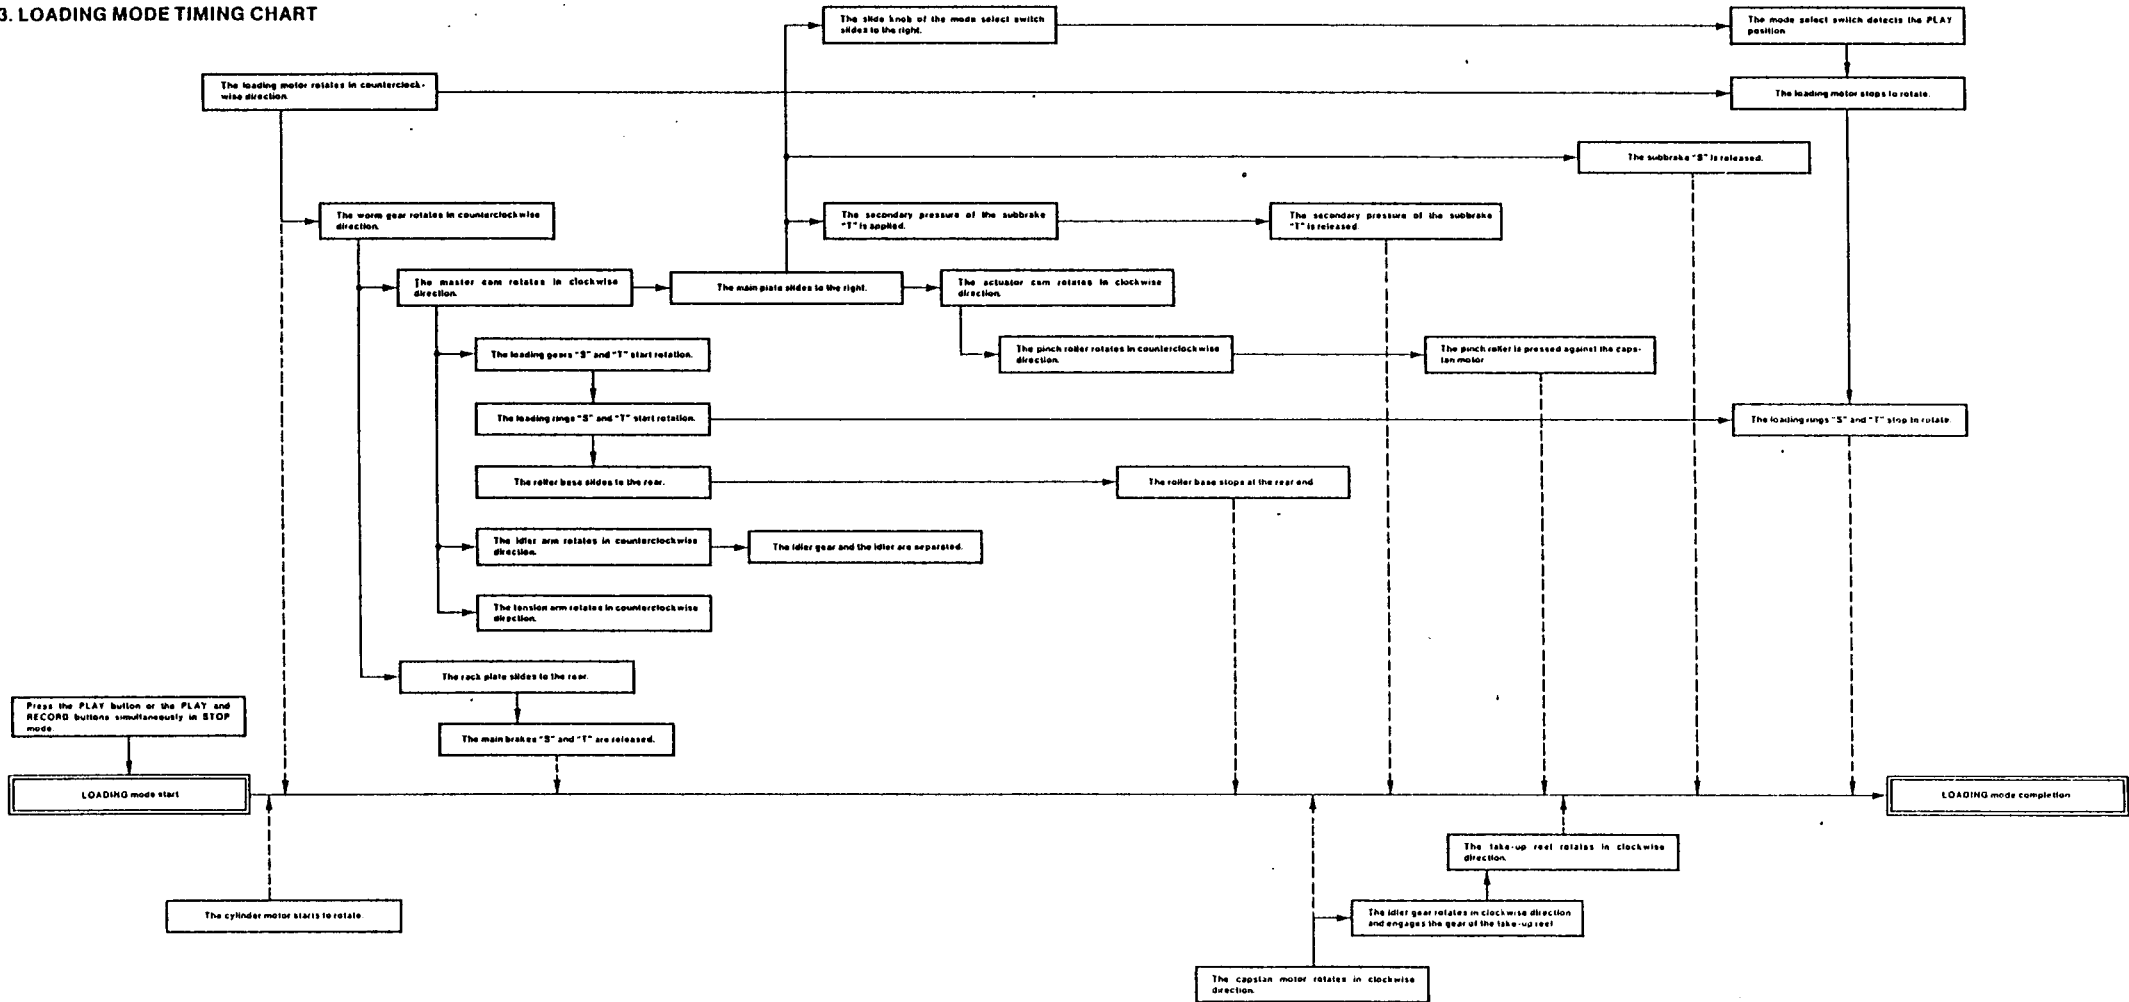 3. LOADING MODE TIMING CHART
The slide knob of the mode select switch
slides to the right.
The mode select switch detects the PLAY
position
The loading motor rotates in counterclock-
wise direction.
The loading motor stops to rotate.
The subbrake "S" is released.
The worm gear rotates in counterclockwise
direction.
The secondary pressure of the subbrake
"T" is applied.
The secondary pressure of the subbrake
"T" is released.
The master cam rotates in clockwise
direction.
The main plate slides to the right.
The actuator cam rotates in clockwise
direction.
The loading gears "S" and "T" start rotation.
The pinch roller rotates in counterclockwise
direction.
The pinch roller is pressed against the caps-
tan motor
The loading rings "S" and "T" start rotation.
The loading rings "S" and "T" stop to rotate.
The roller base slides to the rear.
The roller base stops at the rear end
The idler arm rotates in counterclockwise
direction.
The idler gear and the idler are separated.
The tension arm rotates in counterclockwise
direction.
The rack plate slides to the rear.
Press the PLAY button or the PLAY and
RECORD buttons simultaneously in STOP
mode.
The main brakes "S" and "T" are released.
LOADING mode start
LOADING mode completion
The take-up reel rotates in clockwise
direction.
The cylinder motor starts to rotate.
The idler gear rotates in clockwise direction
and engages the gear of the take-up reel
The capstan motor rotates in clockwise
direction.